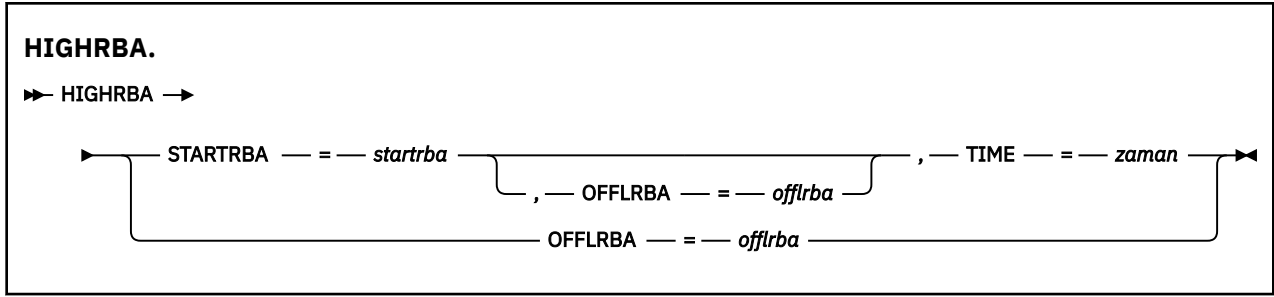 HIGHRBA.
HIGHRBA
STARTRBA = startrba , TIME = zaman
, OFFLRBA = offlrba
OFFLRBA = offlrba